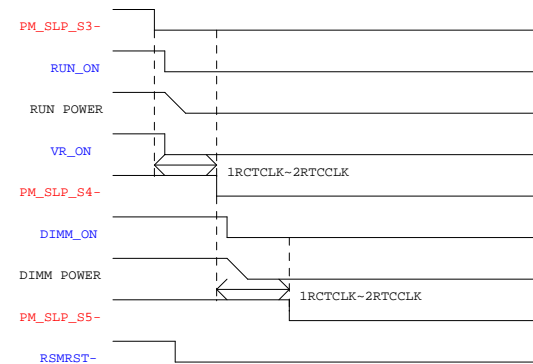 PM_SLP_S3-
RUN_ON
RUN POWER
VR_ON
1RCTCLK~2RTCCLK
PM_SLP_S4-
DIMM_ON
DIMM POWER
1RCTCLK~2RTCCLK
PM_SLP_S5-
RSMRST-